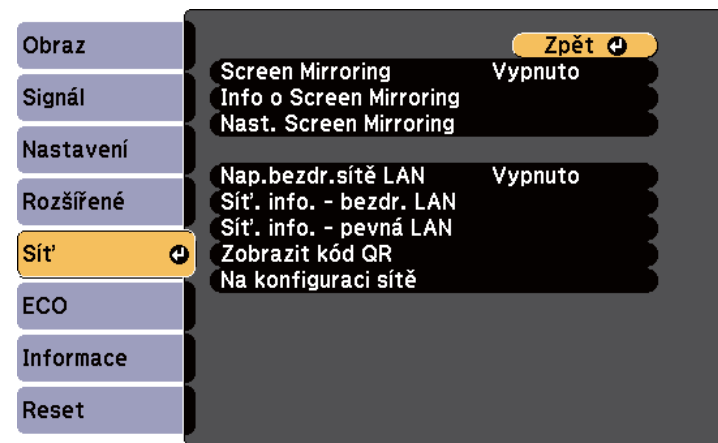 Obraz
Signál
Nastavení
Rozšířené
Síť
ECO
Informace
Reset
Zpět
Screen Mirroring Vypnuto
Info o Screen Mirroring
Nast. Screen Mirroring
Nap.bezdr.sítě LAN Vypnuto
Síť. info. - bezdr. LAN
Síť. info. - pevná LAN
Zobrazit kód QR
Na konfiguraci sítě